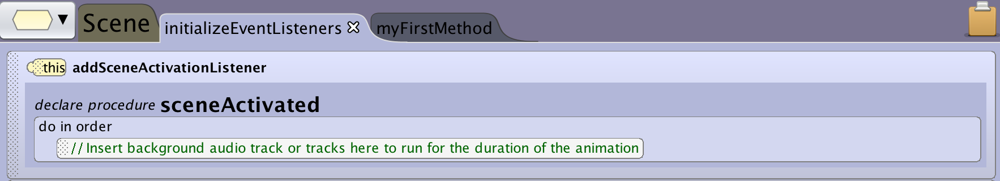 Scene initializeEventListeners myFirstMethod
this addSceneActivationListener
declare procedure sceneActivated
do in order
// Insert background audio track or tracks here to run for the duration of the animation